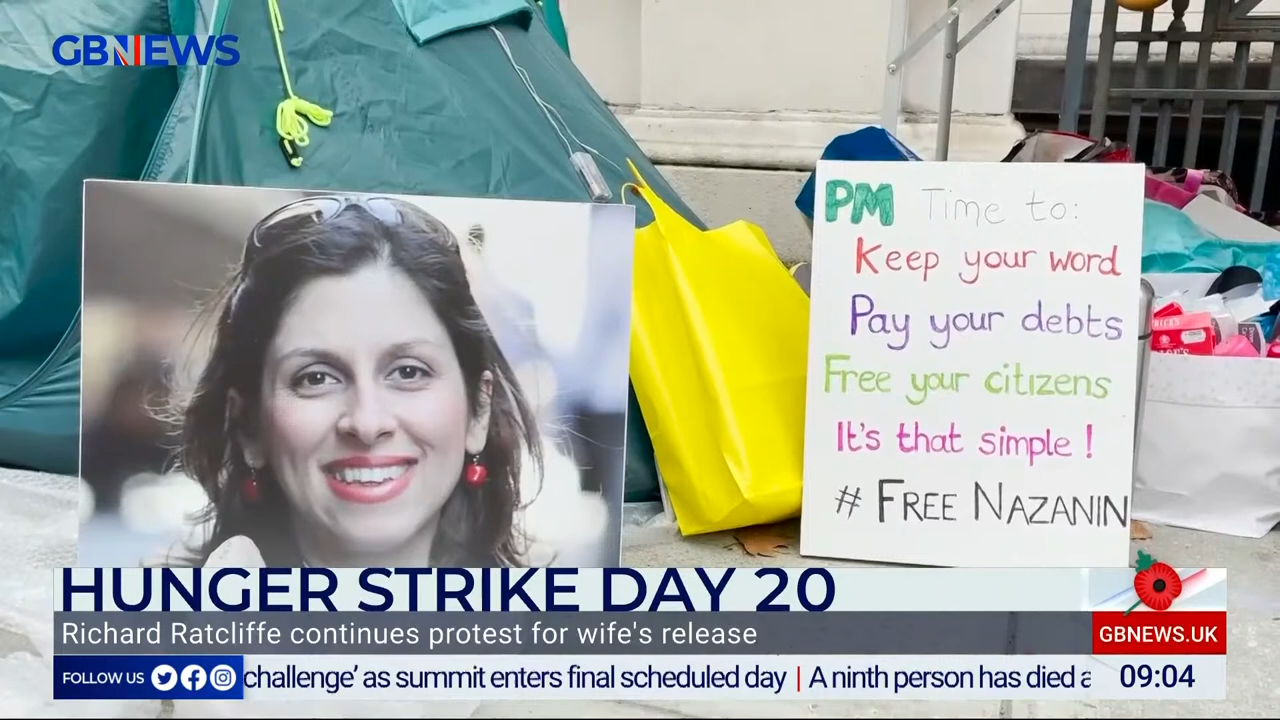 GBNEWS
PM Time to:
Keep your word
Pay your debts
Free your citizens
It's that simple!
# FREE NAZANIN
HUNGER STRIKE DAY 20
Richard Ratcliffe continues protest for wife's release
GBNEWS.UK
FOLLOW US
challenge’ as summit enters final scheduled day | A ninth person has died a
09:04